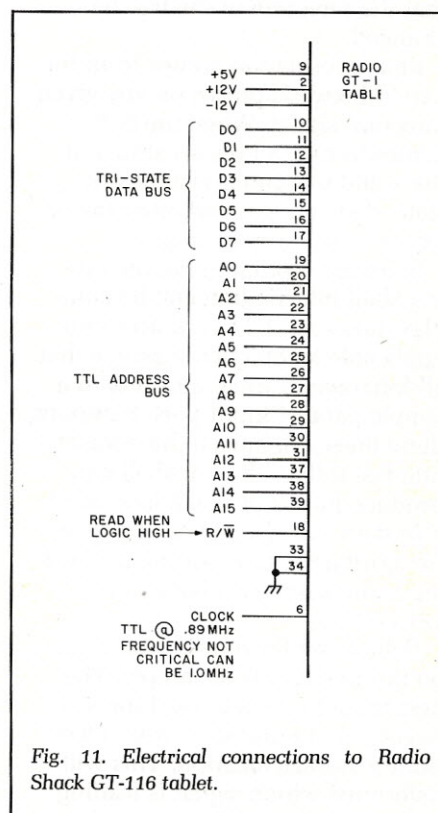 +5V 9 RADIO
+12V 2 GT-1
-12V 1 TABL
D0 10
D1 11
D2 12
TRI-STATE D3 13
DATA BUS D4 14
D5 15
D6 16
D7 17
A0 19
A1 20
A2 21
A3 22
A4 23
A5 24
A6 25
TTL ADDRESS A7 26
BUS A8 27
A9 28
A10 29
A11 30
A12 31
A13 37
A14 38
A15 39
READ WHEN
LOGIC HIGH → R/W̅ 18
33
34
CLOCK 6
TTL @ .89MHz
FREQUENCY NOT
CRITICAL CAN
BE 1.0MHz
Fig. 11. Electrical connections to Radio
Shack GT-116 tablet.